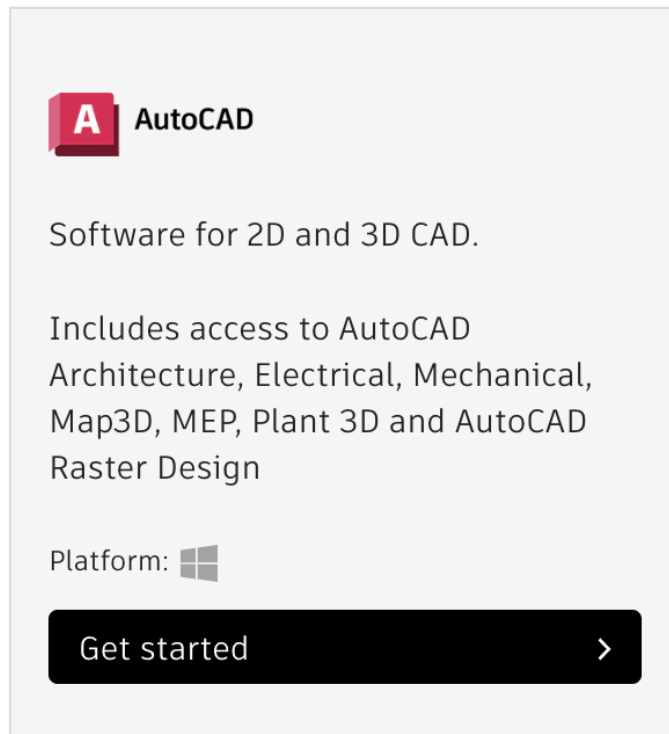 A AutoCAD
Software for 2D and 3D CAD.
Includes access to AutoCAD
Architecture, Electrical, Mechanical,
Map3D, MEP, Plant 3D and AutoCAD
Raster Design
Platform:
Get started